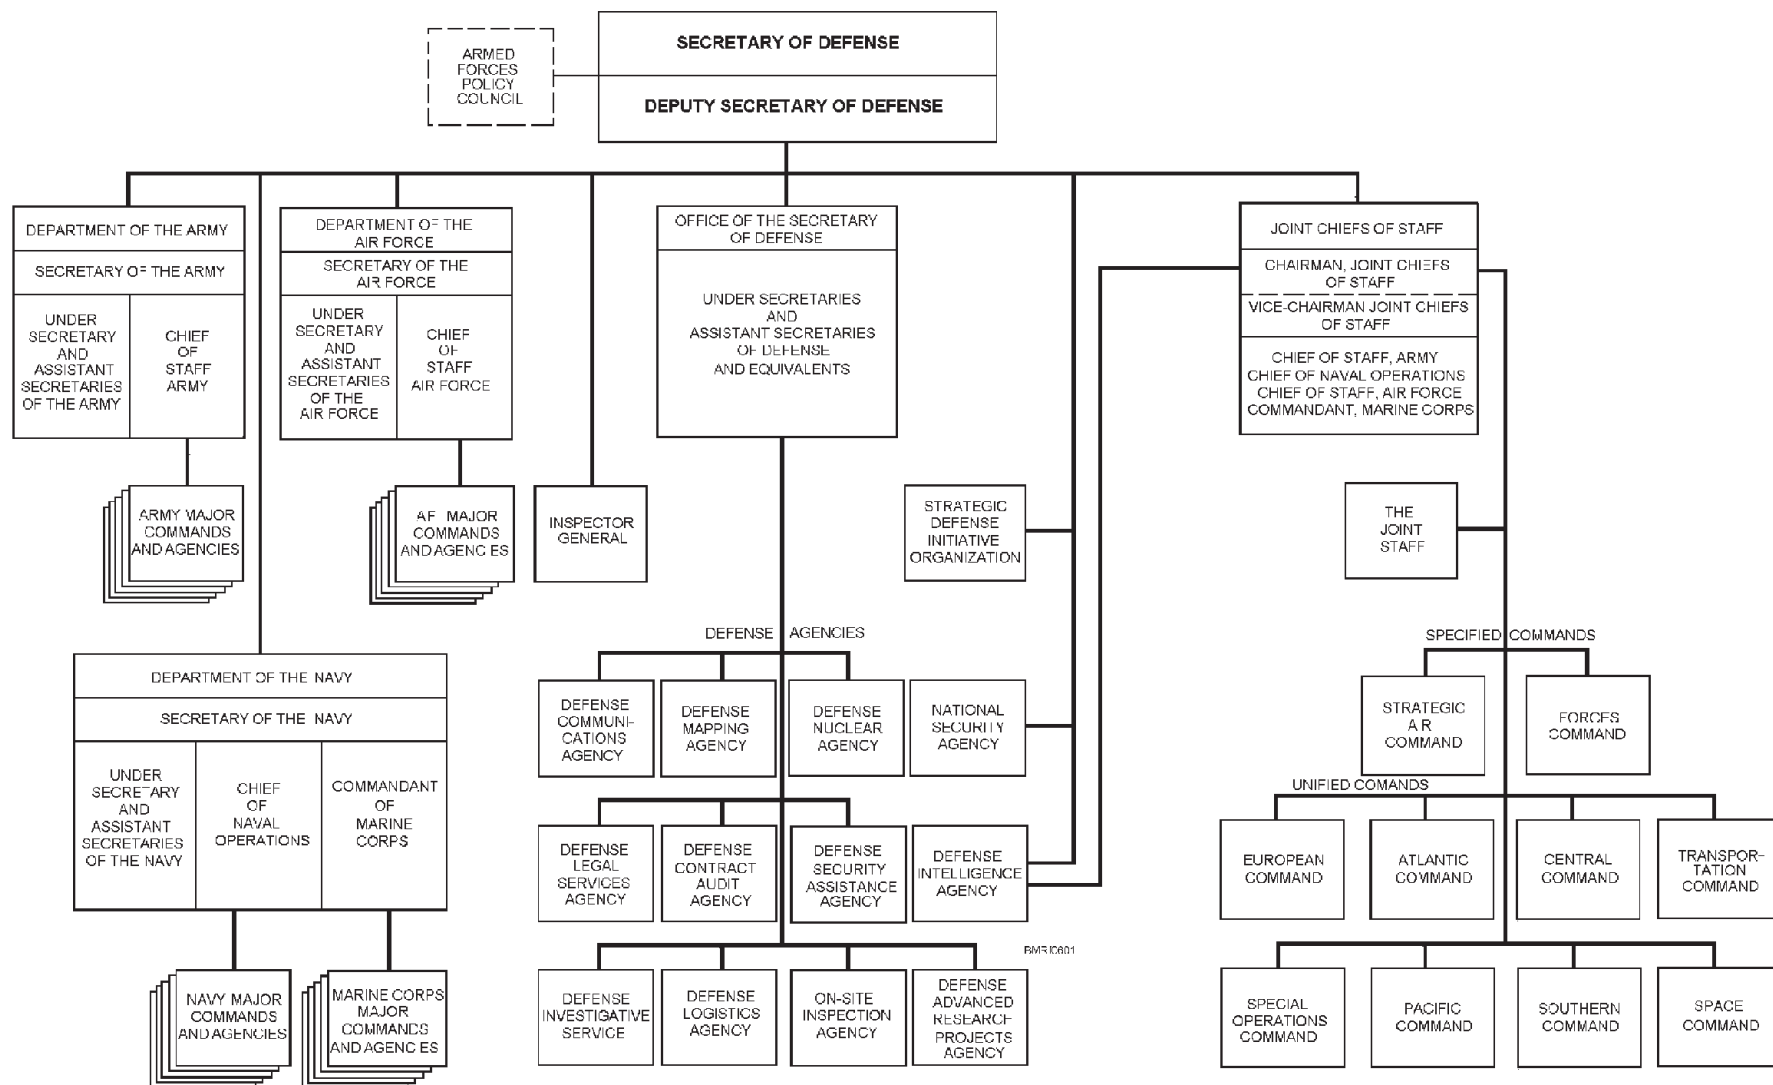 ARMED
FORCES
POLICY
COUNCIL
SECRETARY OF DEFENSE
DEPUTY SECRETARY OF DEFENSE
DEPARTMENT OF THE ARMY
SECRETARY OF THE ARMY
UNDER
SECRETARY
AND
ASSISTANT
SECRETARIES
OF THE ARMY
CHIEF
OF
STAFF
ARMY
ARMY MAJOR
COMMANDS
AND AGENCIES
DEPARTMENT OF THE
AIR FORCE
SECRETARY OF THE
AIR FORCE
UNDER
SECRETARY
AND
ASSISTANT
SECRETARIES
OF THE
AIR FORCE
CHIEF
OF
STAFF
AIR FORCE
AF MAJOR
COMMANDS
AND AGENCIES
INSPECTOR
GENERAL
OFFICE OF THE SECRETARY
OF DEFENSE
UNDER SECRETARIES
AND
ASSISTANT SECRETARIES
OF DEFENSE
AND EQUIVALENTS
STRATEGIC
DEFENSE
INITIATIVE
ORGANIZATION
JOINT CHIEFS OF STAFF
CHAIRMAN, JOINT CHIEFS
OF STAFF
VICE-CHAIRMAN JOINT CHIEFS
OF STAFF
CHIEF OF STAFF, ARMY
CHIEF OF NAVAL OPERATIONS
CHIEF OF STAFF, AIR FORCE
COMMANDANT, MARINE CORPS
THE
JOINT
STAFF
DEPARTMENT OF THE NAVY
SECRETARY OF THE NAVY
UNDER
SECRETARY
AND
ASSISTANT
SECRETARIES
OF THE NAVY
CHIEF
OF
NAVAL
OPERATIONS
COMMANDANT
OF
MARINE
CORPS
NAVY MAJOR
COMMANDS
AND AGENCIES
MARINE CORPS
MAJOR
COMMANDS
AND AGENCIES
DEFENSE AGENCIES
DEFENSE
COMMUNI-
CATIONS
AGENCY
DEFENSE
MAPPING
AGENCY
DEFENSE
NUCLEAR
AGENCY
NATIONAL
SECURITY
AGENCY
DEFENSE
LEGAL
SERVICES
AGENCY
DEFENSE
CONTRACT
AUDIT
AGENCY
DEFENSE
SECURITY
ASSISTANCE
AGENCY
DEFENSE
INTELLIGENCE
AGENCY
BMRI0601
DEFENSE
INVESTIGATIVE
SERVICE
DEFENSE
LOGISTICS
AGENCY
ON-SITE
INSPECTION
AGENCY
DEFENSE
ADVANCED
RESEARCH
PROJECTS
AGENCY
SPECIFIED COMMANDS
STRATEGIC
AIR
COMMAND
FORCES
COMMAND
UNIFIED COMANDS
EUROPEAN
COMMAND
ATLANTIC
COMMAND
CENTRAL
COMMAND
TRANSPOR-
TATION
COMMAND
SPECIAL
OPERATIONS
COMMAND
PACIFIC
COMMAND
SOUTHERN
COMMAND
SPACE
COMMAND